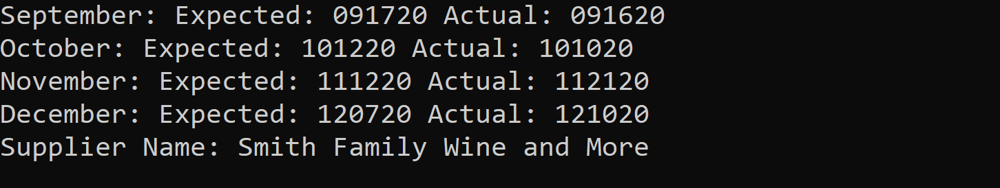 September: Expected: 091720 Actual: 091620
October: Expected: 101220 Actual: 101020
November: Expected: 111220 Actual: 112120
December: Expected: 120720 Actual: 121020
Supplier Name: Smith Family Wine and More